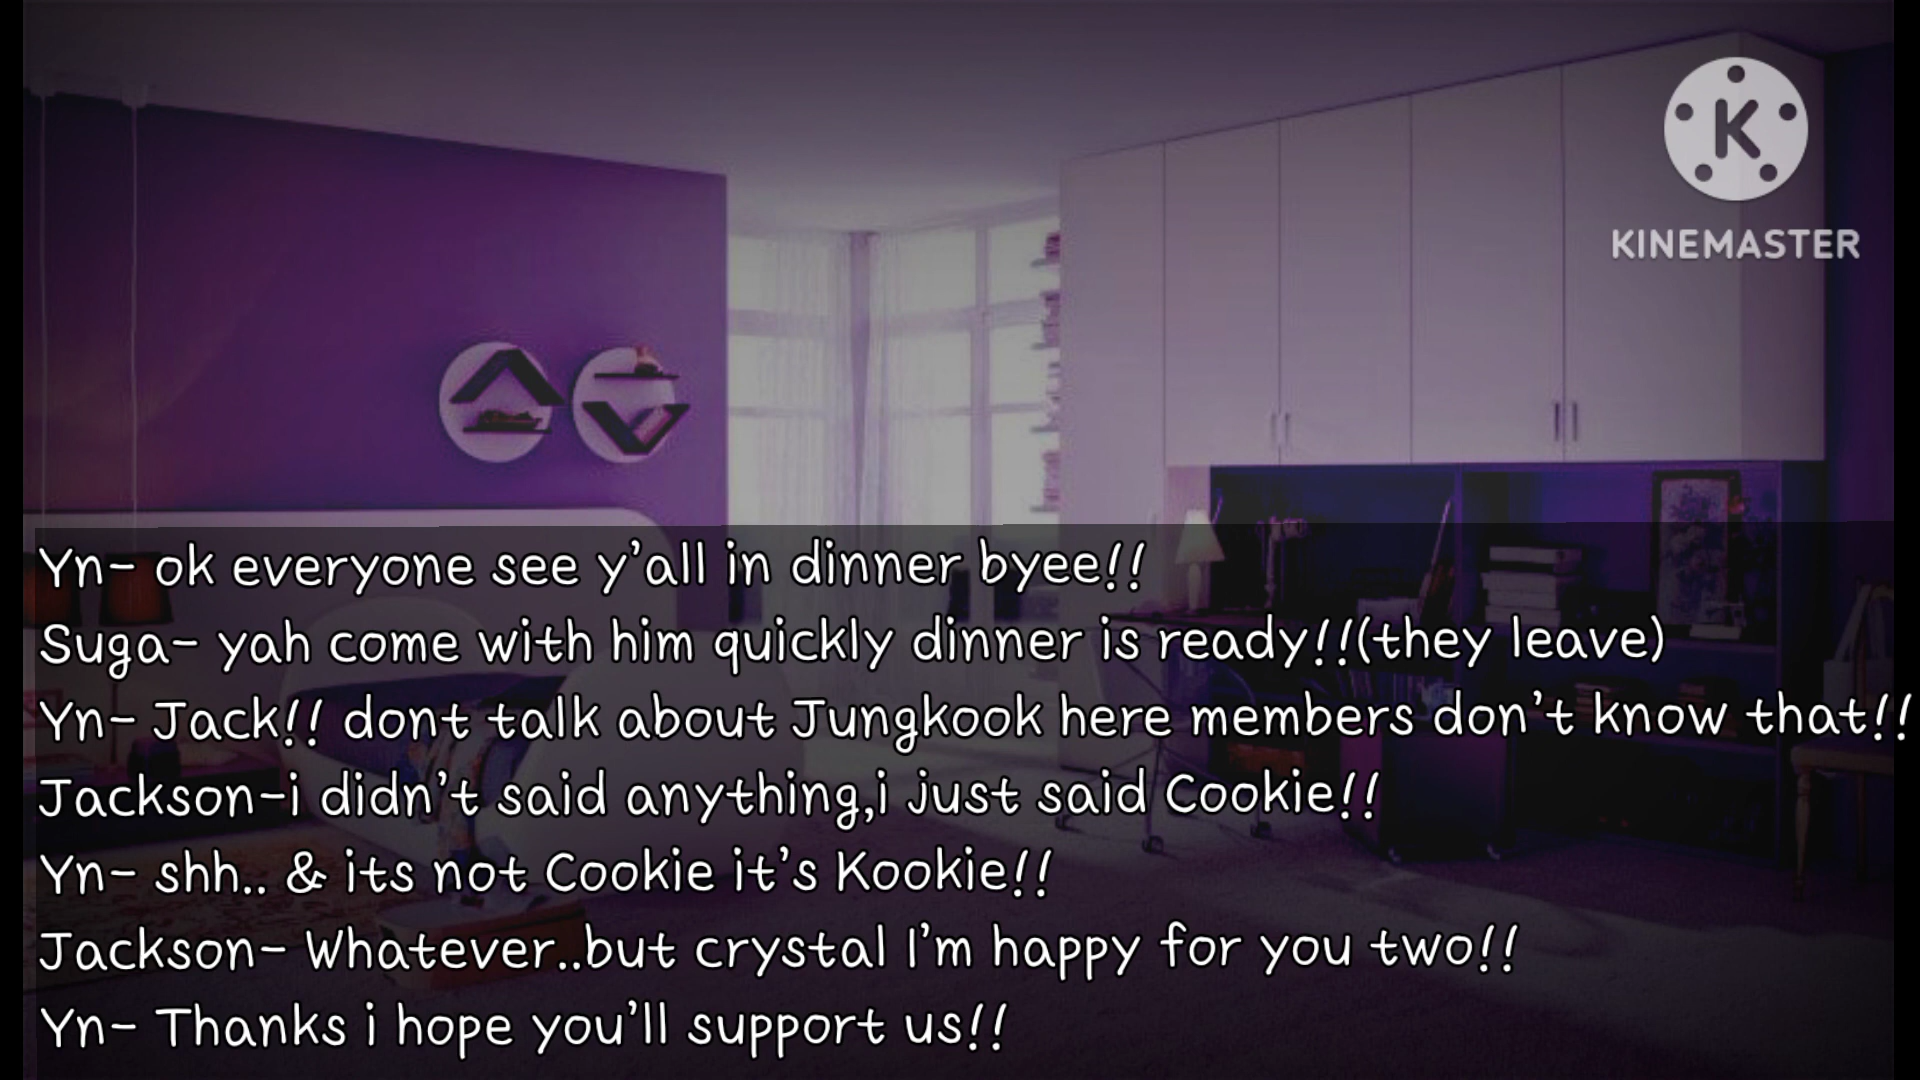 K
KINEMASTER
Yn- ok everyone see y'all in dinner byee!!
Suga- yah come with him quickly dinner is ready!!(they leave)
Yn- Jack!! dont talk about Jungkook here members don't know that!!
Jackson-i didn't said anything,i just said Cookie!!
Yn- shh.. & its not Cookie it's Kookie!!
Jackson- Whatever..but crystal I'm happy for you two!!
Yn- Thanks i hope you'll support us!!